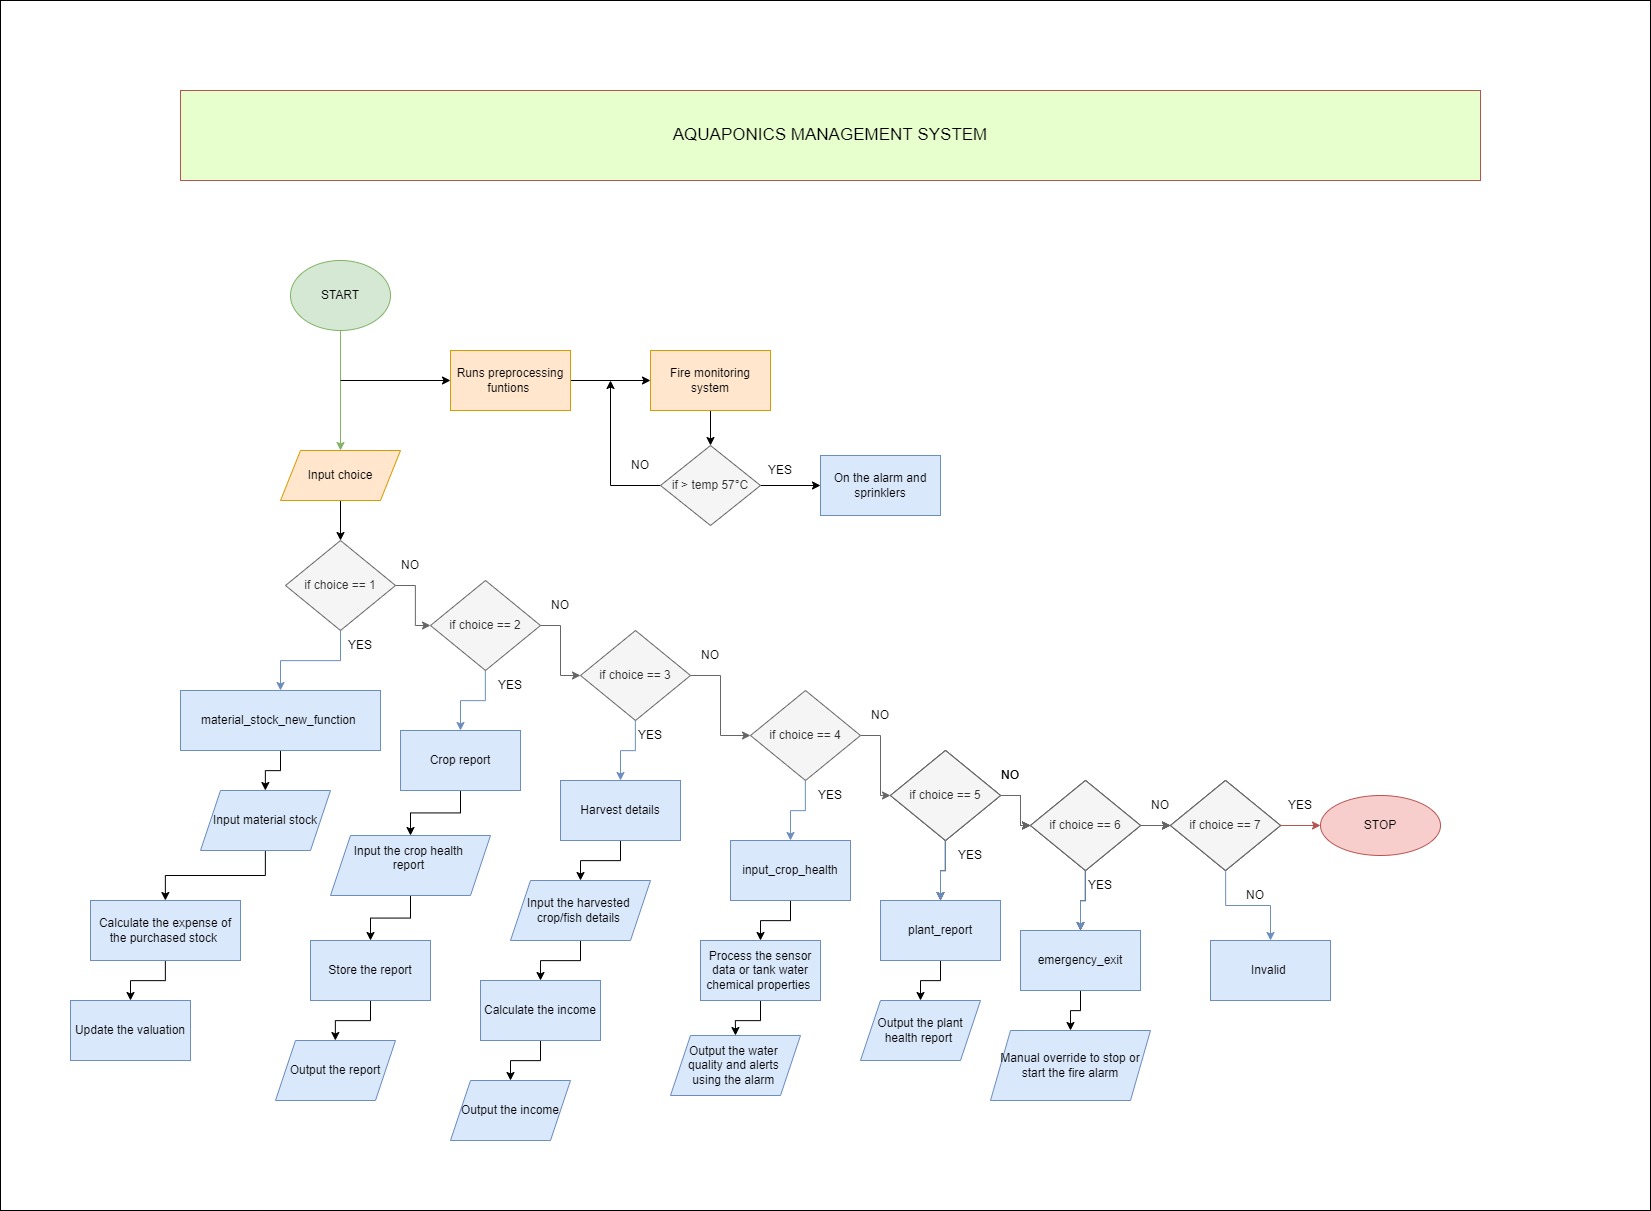 AQUAPONICS MANAGEMENT SYSTEM
START
Runs preprocessing
funtions
Fire monitoring
system
Input choice
NO
if > temp 57°C
YES
On the alarm and
sprinklers
if choice == 1
NO
YES
if choice == 2
NO
YES
if choice == 3
NO
YES
if choice == 4
NO
YES
if choice == 5
NO
YES
if choice == 6
NO
YES
if choice == 7
YES
STOP
NO
material_stock_new_function
Input material stock
Calculate the expense of
the purchased stock
Update the valuation
Crop report
Input the crop health
report
Store the report
Output the report
Harvest details
Input the harvested
crop/fish details
Calculate the income
Output the income
input_crop_health
Process the sensor
data or tank water
chemical properties
Output the water
quality and alerts
using the alarm
plant_report
Output the plant
health report
emergency_exit
Manual override to stop or
start the fire alarm
Invalid